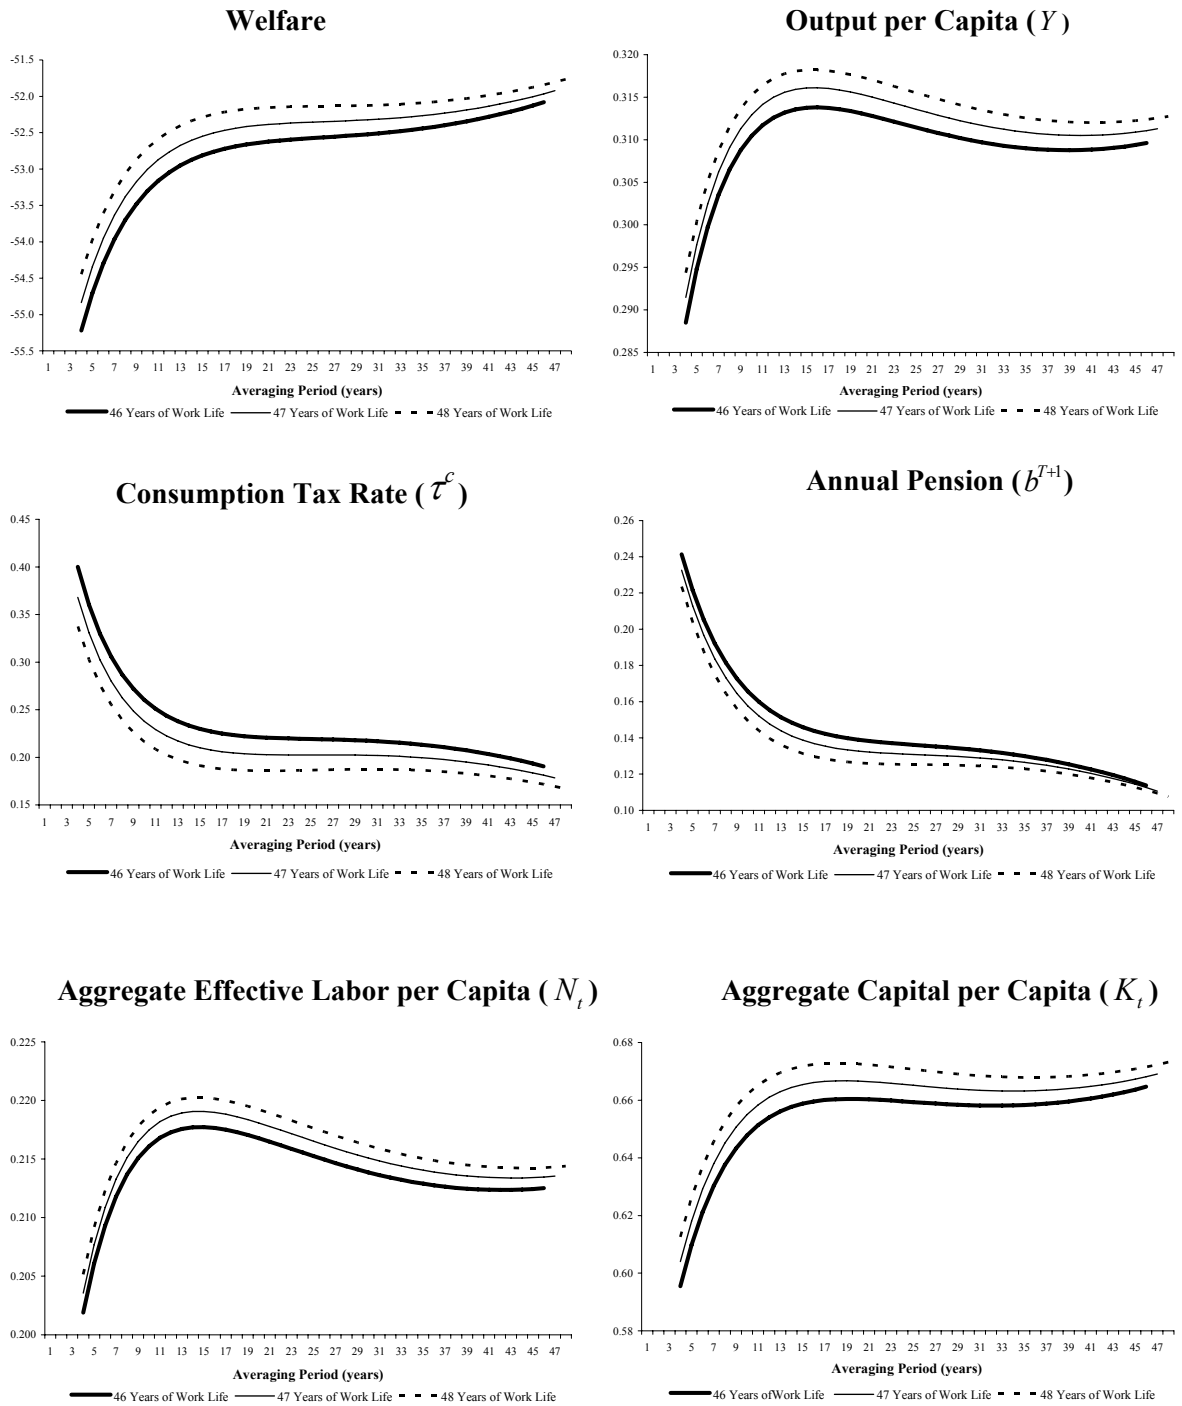 Welfare
-51.5
-52.0
-52.5
-53.0
-53.5
-54.0
-54.5
-55.0
-55.5
1 3 5 7 9 11 13 15 17 19 21 23 25 27 29 31 33 35 37 39 41 43 45 47
Averaging Period (years)
46 Years of Work Life 47 Years of Work Life 48 Years of Work Life
Output per Capita (Y)
0.320
0.315
0.310
0.305
0.300
0.295
0.290
0.285
1 3 5 7 9 11 13 15 17 19 21 23 25 27 29 31 33 35 37 39 41 43 45 47
Averaging Period (years)
46 Years of Work Life 47 Years of Work Life 48 Years of Work Life
Consumption Tax Rate (τ^c)
0.45
0.40
0.35
0.30
0.25
0.20
0.15
1 3 5 7 9 11 13 15 17 19 21 23 25 27 29 31 33 35 37 39 41 43 45 47
Averaging Period (years)
46 Years of Work Life 47 Years of Work Life 48 Years of Work Life
Annual Pension (b^{T+1})
0.26
0.24
0.22
0.20
0.18
0.16
0.14
0.12
0.10
1 3 5 7 9 11 13 15 17 19 21 23 25 27 29 31 33 35 37 39 41 43 45 47
Averaging Period (years)
46 Years of Work Life 47 Years of Work Life 48 Years of Work Life
Aggregate Effective Labor per Capita (N_t)
0.225
0.220
0.215
0.210
0.205
0.200
1 3 5 7 9 11 13 15 17 19 21 23 25 27 29 31 33 35 37 39 41 43 45 47
Averaging Period (years)
46 Years of Work Life 47 Years of Work Life 48 Years of Work Life
Aggregate Capital per Capita (K_t)
0.68
0.66
0.64
0.62
0.60
0.58
1 3 5 7 9 11 13 15 17 19 21 23 25 27 29 31 33 35 37 39 41 43 45 47
Averaging Period (years)
46 Years ofWork Life 47 Years of Work Life 48 Years of Work Life